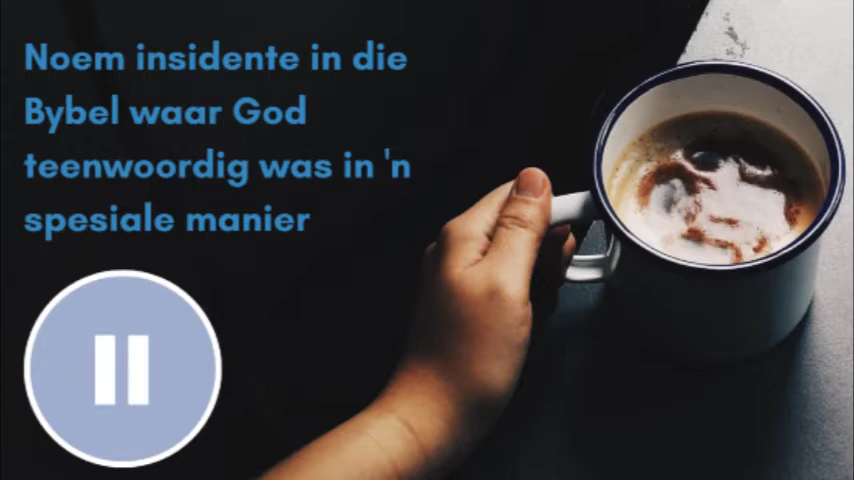 Noem insidente in die
Bybel waar God
teenwoordig was in 'n
spesiale manier